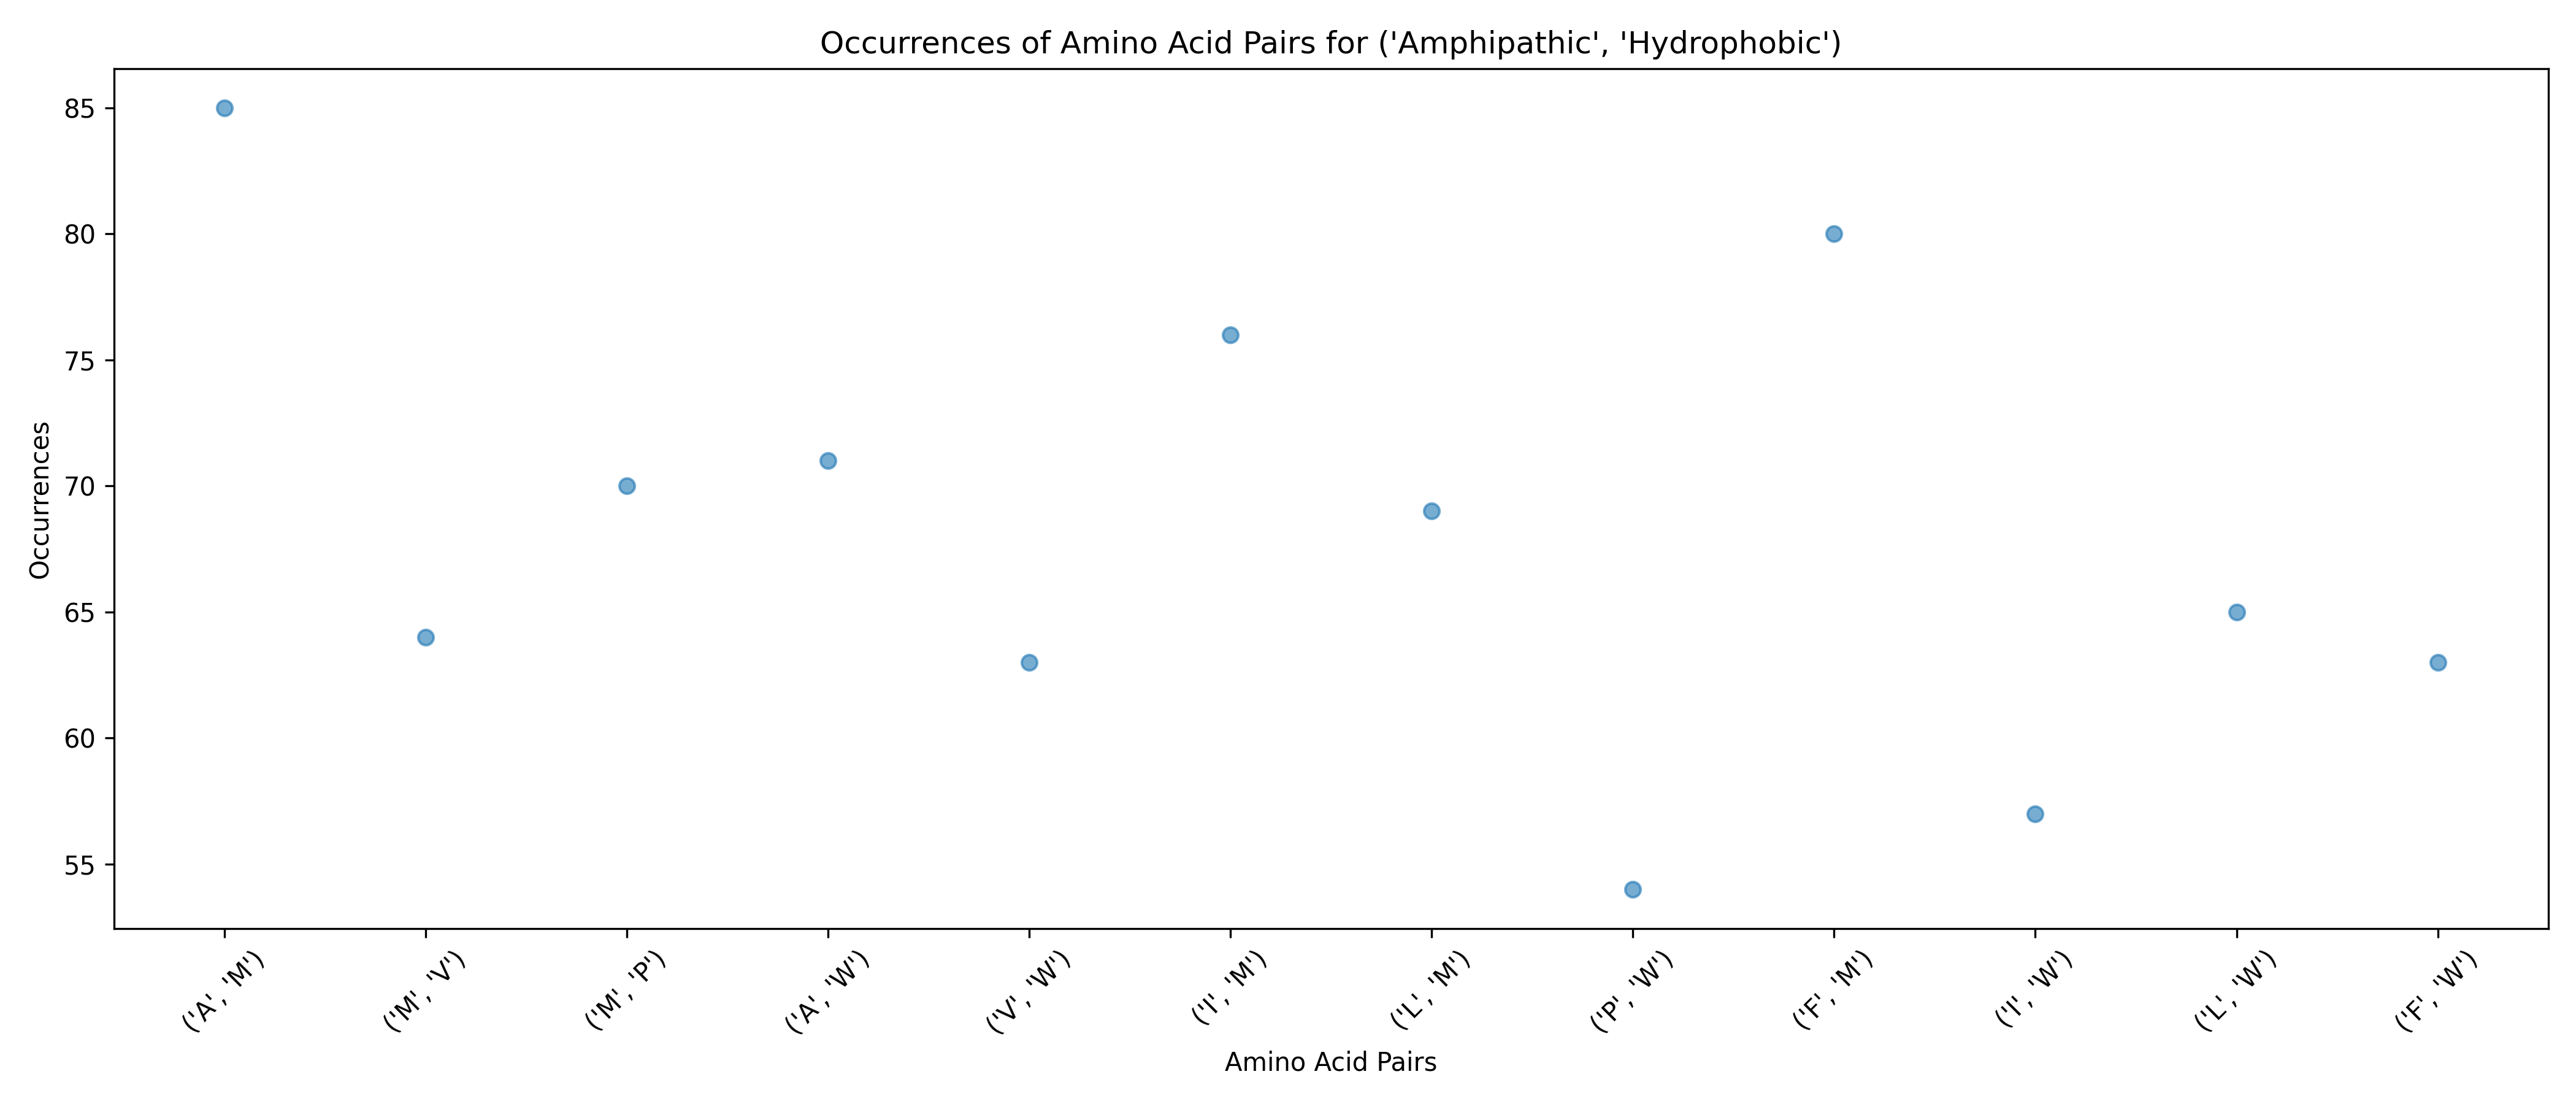 Occurrences of Amino Acid Pairs for ('Amphipathic', 'Hydrophobic')
Occurrences
85
80
75
70
65
60
55
('A', 'M')
('M', 'V')
('M', 'P')
('A', 'W')
('V', 'W')
('I', 'M')
('L', 'M')
('P', 'W')
('F', 'M')
('I', 'W')
('L', 'W')
('F', 'W')
Amino Acid Pairs